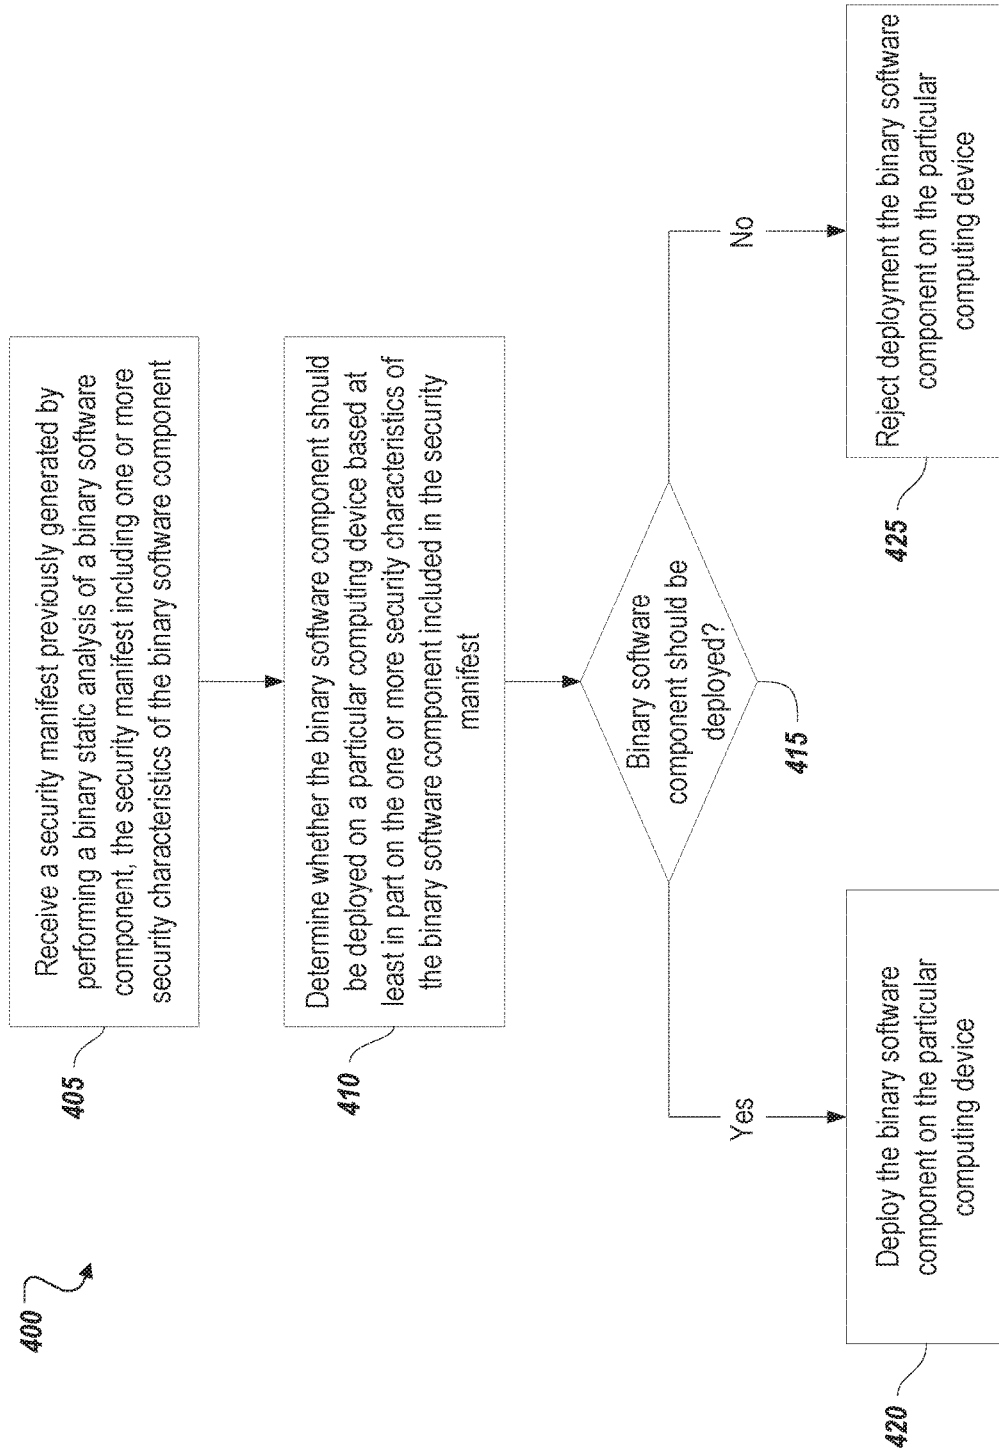 400
405
Receive a security manifest previously generated by
performing a binary static analysis of a binary software
component, the security manifest including one or more
security characteristics of the binary software component
410
Determine whether the binary software component should
be deployed on a particular computing device based at
least in part on the one or more security characteristics of
the binary software component included in the security
manifest
Binary software
component should be
deployed?
415
Yes
No
420
Deploy the binary software
component on the particular
computing device
425
Reject deployment the binary software
component on the particular
computing device